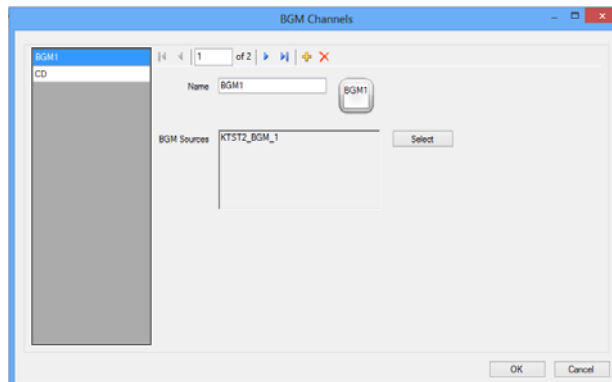 BGM Channels
BGM1
CD
1 of 2
Name BGM1 BGM1
BGM Sources KTST2_BGM_1 Select
OK Cancel